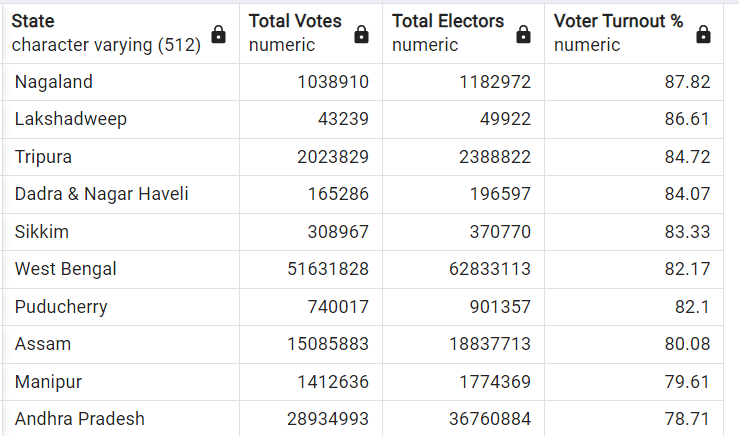 State Total Votes Total Electors Voter Turnout %
character varying (512) numeric numeric numeric
Nagaland 1038910 1182972 87.82
Lakshadweep 43239 49922 86.61
Tripura 2023829 2388822 84.72
Dadra & Nagar Haveli 165286 196597 84.07
Sikkim 308967 370770 83.33
West Bengal 51631828 62833113 82.17
Puducherry 740017 901357 82.1
Assam 15085883 18837713 80.08
Manipur 1412636 1774369 79.61
Andhra Pradesh 28934993 36760884 78.71